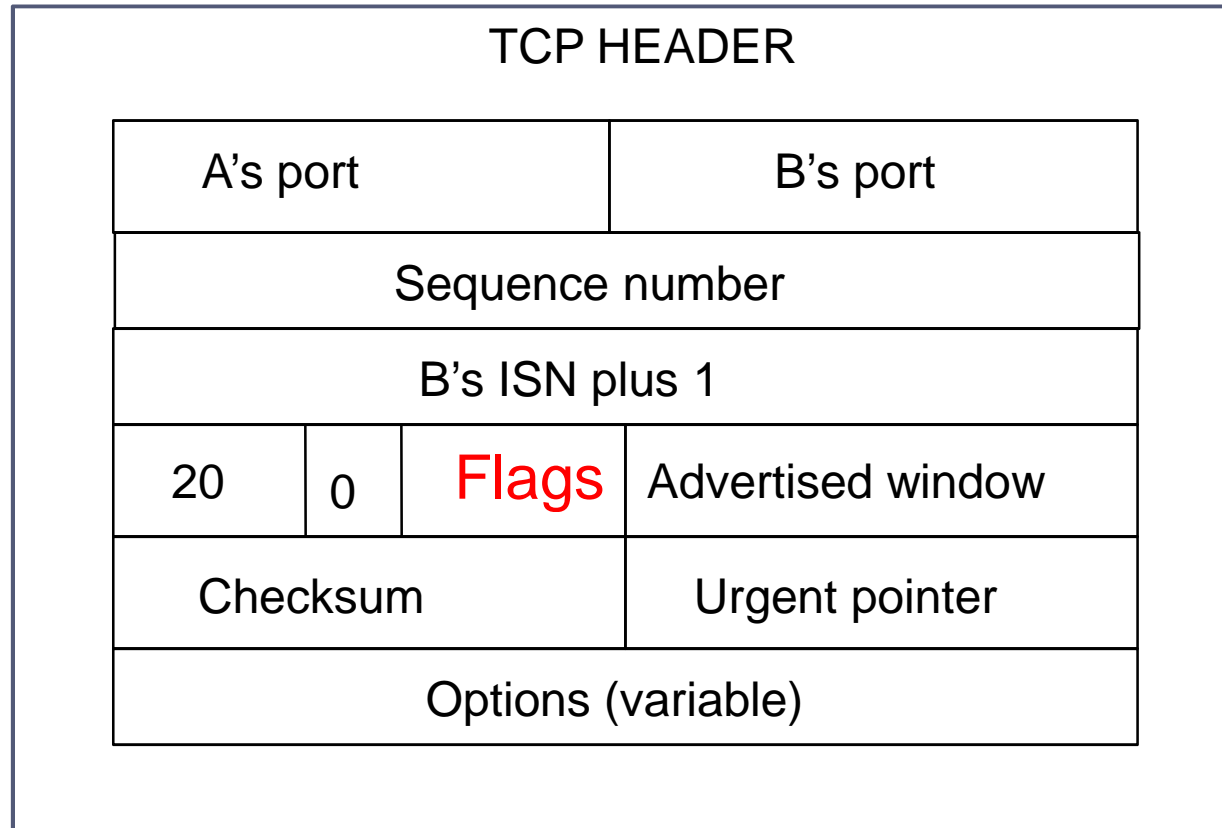 TCP HEADER
A’s port B’s port
Sequence number
B’s ISN plus 1
20 0 Flags Advertised window
Checksum Urgent pointer
Options (variable)